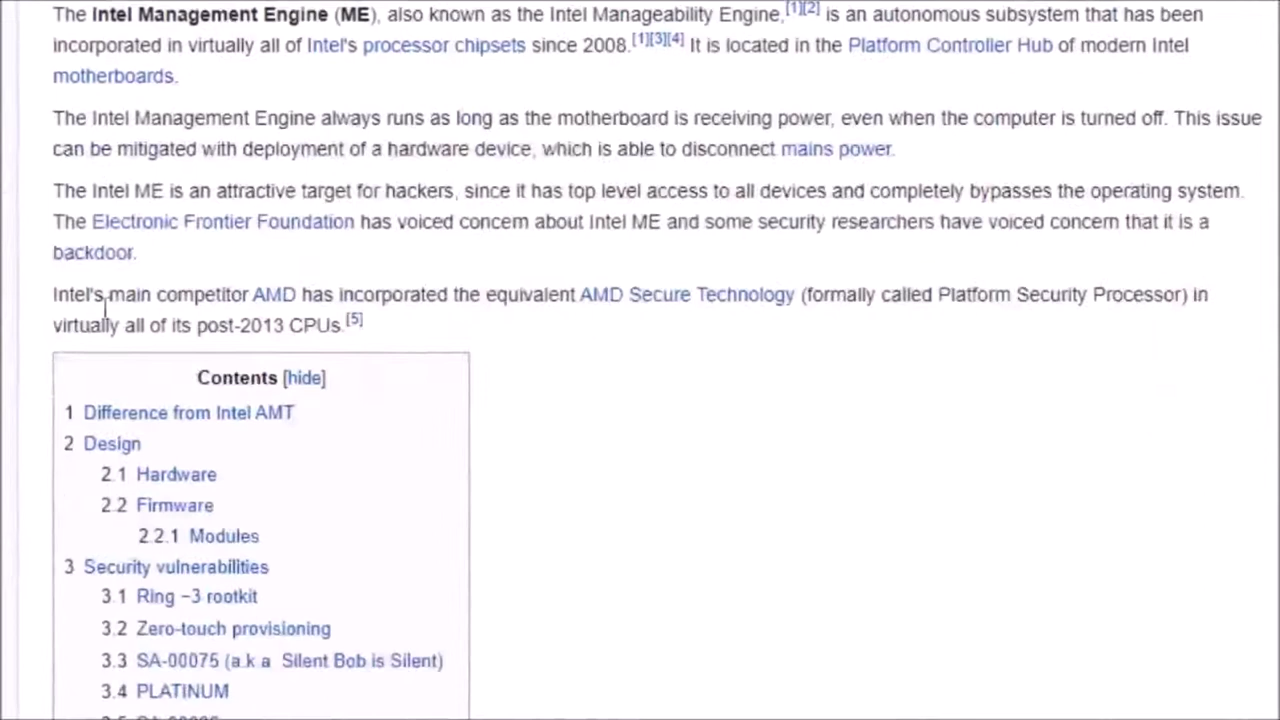 The Intel Management Engine (ME), also known as the Intel Manageability Engine,[1][2] is an autonomous subsystem that has been
incorporated in virtually all of Intel's processor chipsets since 2008.[1][3][4] It is located in the Platform Controller Hub of modern Intel
motherboards.
The Intel Management Engine always runs as long as the motherboard is receiving power, even when the computer is turned off. This issue
can be mitigated with deployment of a hardware device, which is able to disconnect mains power.
The Intel ME is an attractive target for hackers, since it has top level access to all devices and completely bypasses the operating system.
The Electronic Frontier Foundation has voiced concern about Intel ME and some security researchers have voiced concern that it is a
backdoor.
Intel's main competitor AMD has incorporated the equivalent AMD Secure Technology (formally called Platform Security Processor) in
virtually all of its post-2013 CPUs.[5]
Contents [hide]
1 Difference from Intel AMT
2 Design
2.1 Hardware
2.2 Firmware
2.2.1 Modules
3 Security vulnerabilities
3.1 Ring −3 rootkit
3.2 Zero-touch provisioning
3.3 SA-00075 (a.k.a. Silent Bob is Silent)
3.4 PLATINUM